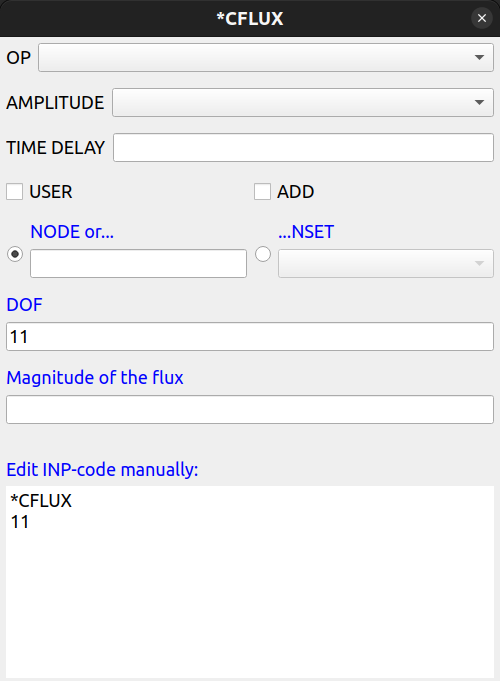 *CFLUX
OP
AMPLITUDE
TIME DELAY
USER ADD
NODE or... ...NSET
DOF
11
Magnitude of the flux
Edit INP-code manually:
*CFLUX
11